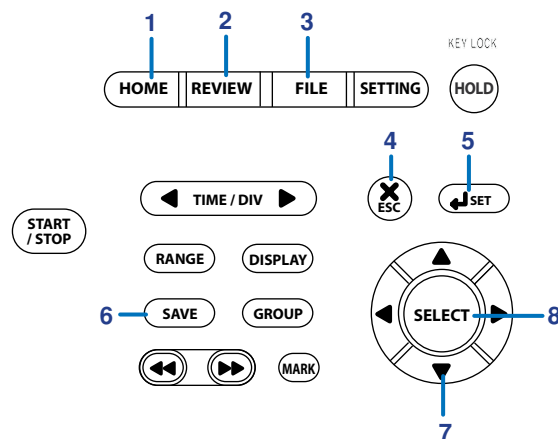 1 2 3
KEY LOCK
HOME REVIEW FILE SETTING HOLD
4 5
ESC SET
TIME / DIV
START
/ STOP
RANGE DISPLAY
6 SAVE GROUP SELECT 8
MARK
7